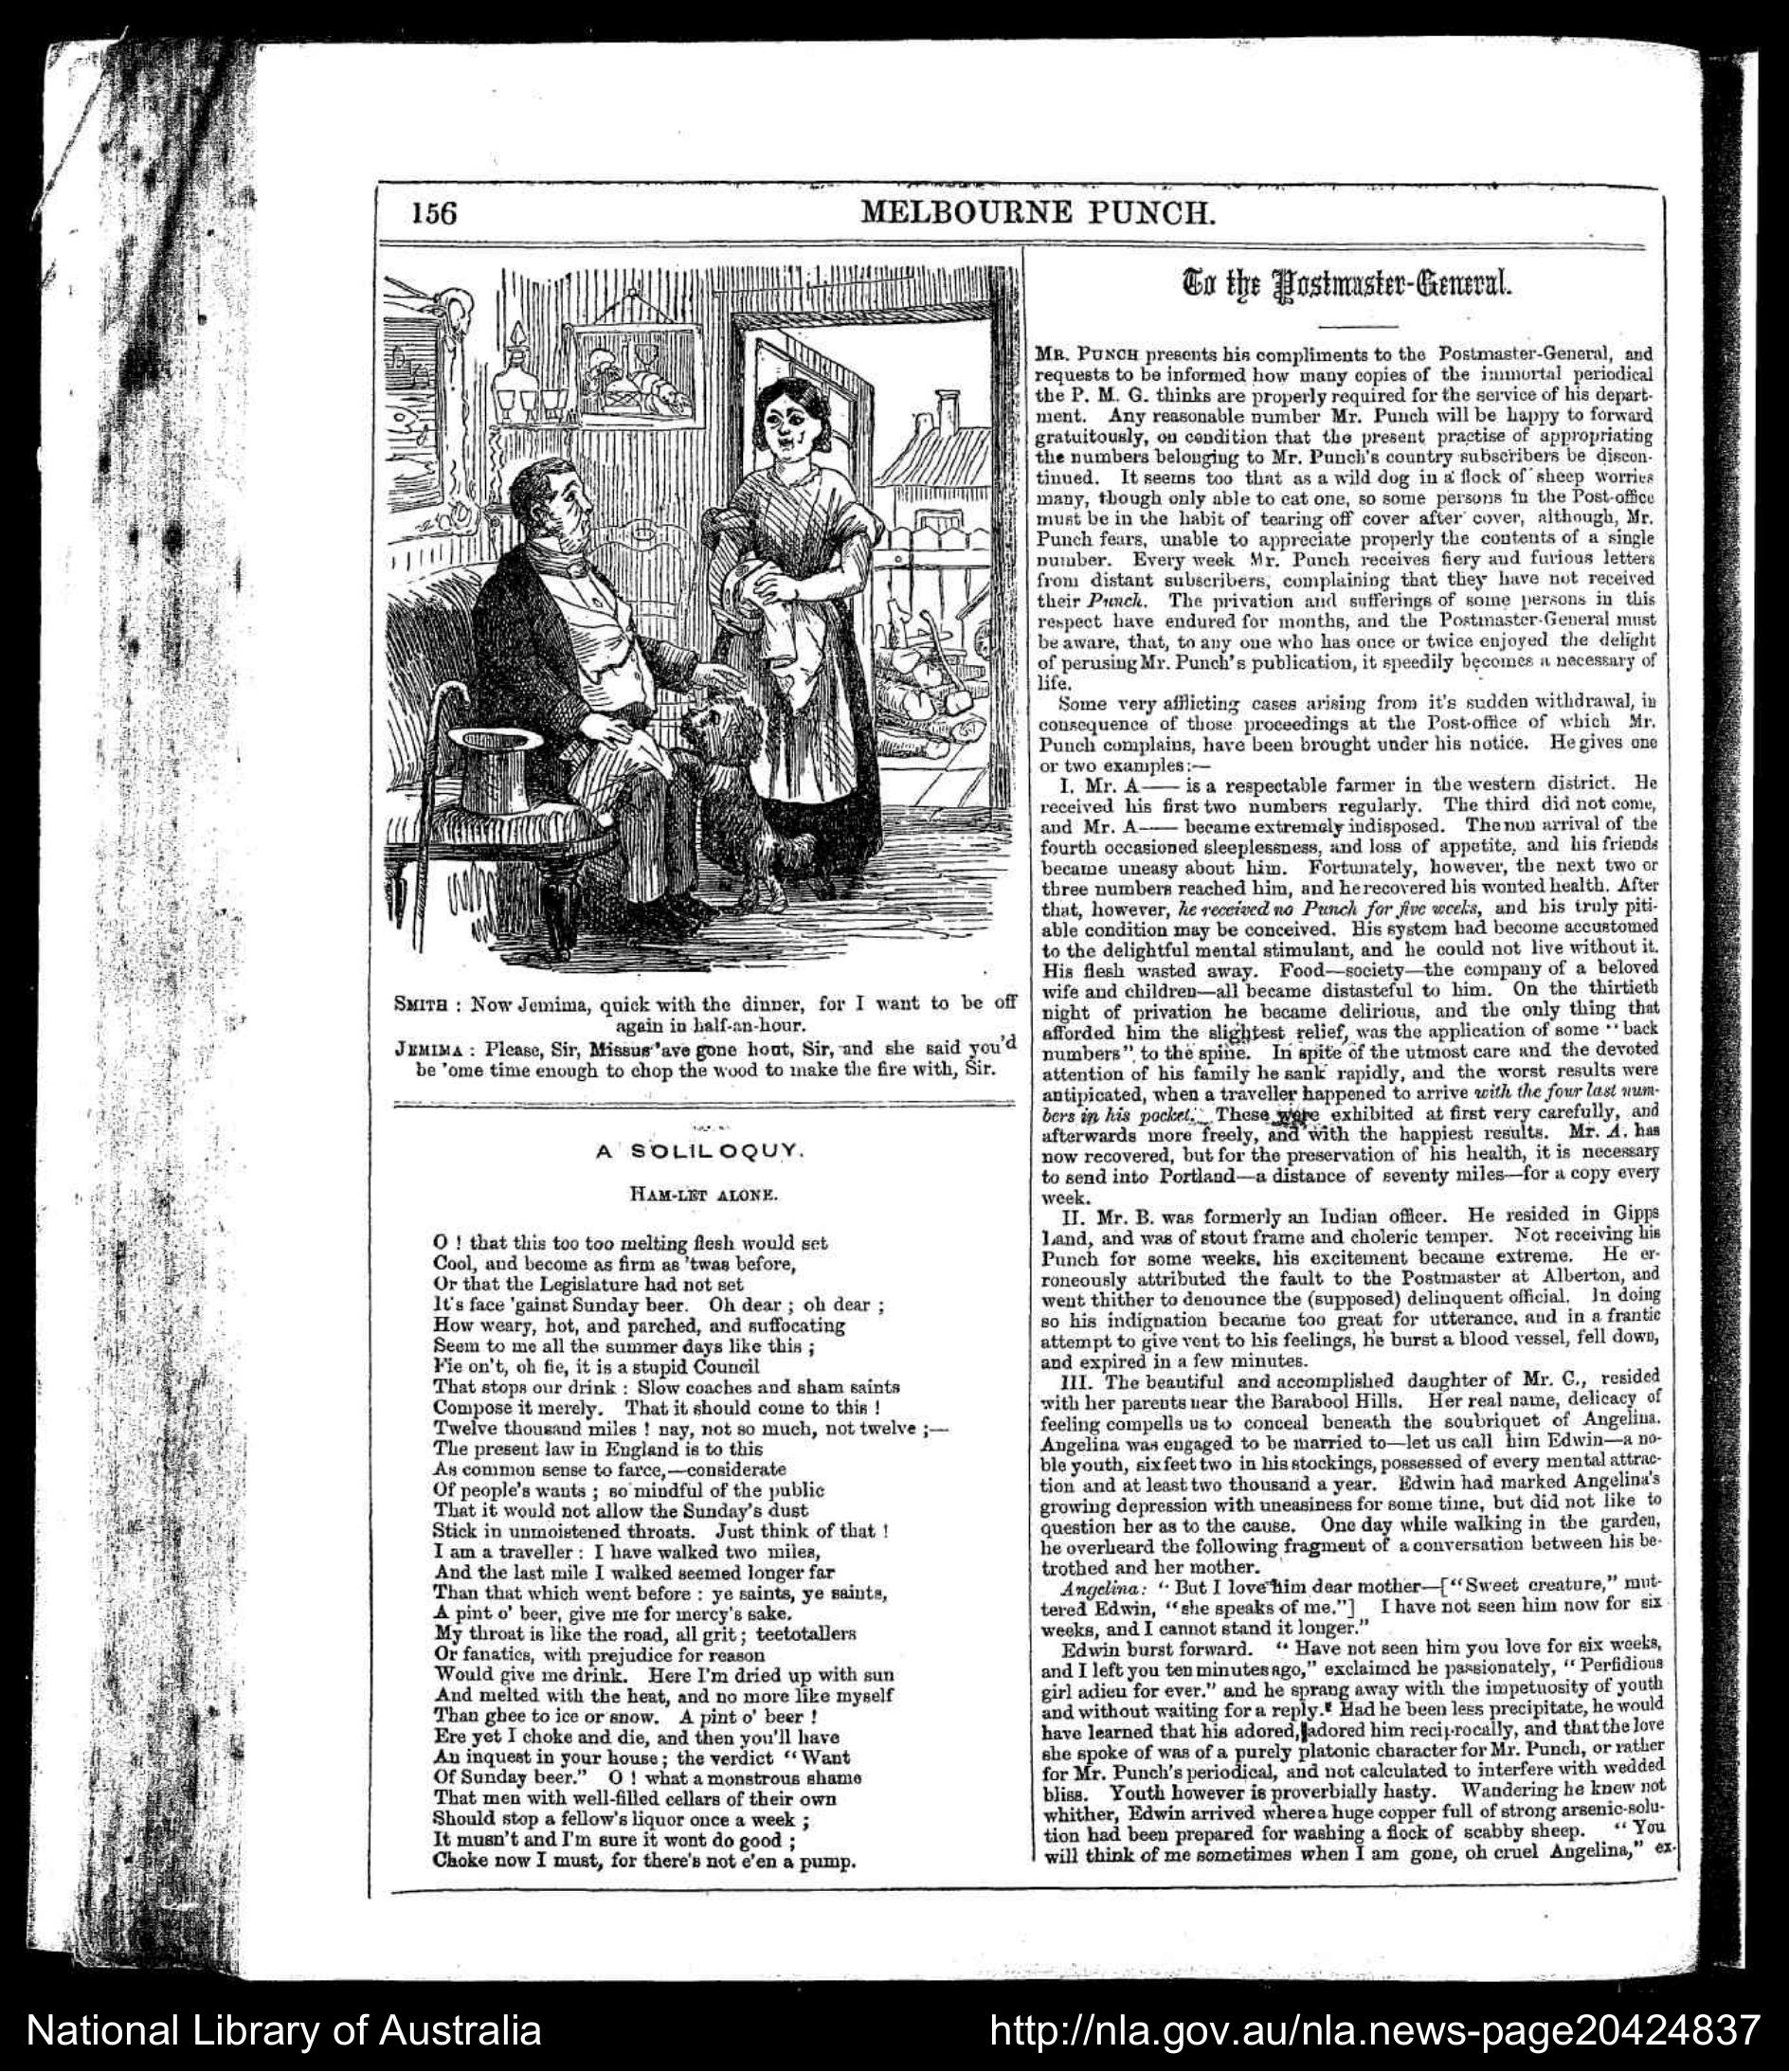 156
MELBOURNE PUNCH.
SMITH : Now Jemima, quick with the dinner, for I want to be off
again in half-an-hour.
JEMIMA : Please, Sir, Missus 'ave gone hout, Sir, and she said you'd
be 'ome time enough to chop the wood to make the fire with, Sir.
A SOLILOQUY.
HAM-LET ALONE.
O ! that this too too melting flesh would set
Cool, and become as firm as 'twas before,
Or that the Legislature had not set
It's face 'gainst Sunday beer. Oh dear ; oh dear ;
How weary, hot, and parched, and suffocating
Seem to me all the summer days like this ;
Fie on't, oh fie, it is a stupid Council
That stops our drink : Slow coaches and sham saints
Compose it merely. That it should come to this !
Twelve thousand miles ! nay, not so much, not twelve ;—
The present law in England is to this
As common sense to farce,—considerate
Of people's wants ; so mindful of the public
That it would not allow the Sunday's dust
Stick in unmoistened throats. Just think of that !
I am a traveller : I have walked two miles,
And the last mile I walked seemed longer far
Than that which went before : ye saints, ye saints,
A pint o' beer, give me for mercy's sake.
My throat is like the road, all grit ; teetotallers
Or fanatics, with prejudice for reason
Would give me drink. Here I'm dried up with sun
And melted with the heat, and no more like myself
Than ghee to ice or snow. A pint o' beer !
Ere yet I choke and die, and then you'll have
An inquest in your house ; the verdict "Want
Of Sunday beer." O ! what a monstrous shame
That men with well-filled cellars of their own
Should stop a fellow's liquor once a week ;
It musn't and I'm sure it wont do good ;
Choke now I must, for there's not e'en a pump.
To the Postmaster-General.
MR. PUNCH presents his compliments to the Postmaster-General, and
requests to be informed how many copies of the immortal periodical
the P. M. G. thinks are properly required for the service of his depart-
ment. Any reasonable number Mr. Punch will be happy to forward
gratuitously, on condition that the present practise of appropriating
the numbers belonging to Mr. Punch's country subscribers be discon-
tinued. It seems too that as a wild dog in a flock of sheep worries
many, though only able to eat one, so some persons in the Post-office
must be in the habit of tearing off cover after cover, although, Mr.
Punch fears, unable to appreciate properly the contents of a single
number. Every week Mr. Punch receives fiery and furious letters
from distant subscribers, complaining that they have not received
their Punch. The privation and sufferings of some persons in this
respect have endured for months, and the Postmaster-General must
be aware, that, to any one who has once or twice enjoyed the delight
of perusing Mr. Punch's publication, it speedily becomes a necessary of
life.
Some very afflicting cases arising from it's sudden withdrawal, in
consequence of those proceedings at the Post-office of which Mr.
Punch complains, have been brought under his notice. He gives one
or two examples:—
I. Mr. A—— is a respectable farmer in the western district. He
received his first two numbers regularly. The third did not come,
and Mr. A—— became extremely indisposed. The non arrival of the
fourth occasioned sleeplessness, and loss of appetite, and his friends
became uneasy about him. Fortunately, however, the next two or
three numbers reached him, and he recovered his wonted health. After
that, however, he received no Punch for five weeks, and his truly piti-
able condition may be conceived. His system had become accustomed
to the delightful mental stimulant, and he could not live without it.
His flesh wasted away. Food—society—the company of a beloved
wife and children—all became distasteful to him. On the thirtieth
night of privation he became delirious, and the only thing that
afforded him the slightest relief, was the application of some "back
numbers" to the spine. In spite of the utmost care and the devoted
attention of his family he sank rapidly, and the worst results were
antipicated, when a traveller happened to arrive with the four last num-
bers in his pocket. These were exhibited at first very carefully, and
afterwards more freely, and with the happiest results. Mr. A. has
now recovered, but for the preservation of his health, it is necessary
to send into Portland—a distance of seventy miles—for a copy every
week.
II. Mr. B. was formerly an Indian officer. He resided in Gipps
Land, and was of stout frame and choleric temper. Not receiving his
Punch for some weeks, his excitement became extreme. He er-
roneously attributed the fault to the Postmaster at Alberton, and
went thither to denounce the (supposed) delinquent official. In doing
so his indignation became too great for utterance, and in a frantic
attempt to give vent to his feelings, he burst a blood vessel, fell down,
and expired in a few minutes.
III. The beautiful and accomplished daughter of Mr. C., resided
with her parents near the Barabool Hills. Her real name, delicacy of
feeling compells us to conceal beneath the soubriquet of Angelina.
Angelina was engaged to be married to—let us call him Edwin—a no-
ble youth, six feet two in his stockings, possessed of every mental attrac-
tion and at least two thousand a year. Edwin had marked Angelina's
growing depression with uneasiness for some time, but did not like to
question her as to the cause. One day while walking in the garden,
he overheard the following fragment of a conversation between his be-
trothed and her mother.
Angelina: "But I love him dear mother—["Sweet creature," mut-
tered Edwin, "she speaks of me."] I have not seen him now for six
weeks, and I cannot stand it longer."
Edwin burst forward. "Have not seen him you love for six weeks,
and I left you ten minutes ago," exclaimed he passionately, "Perfidious
girl adieu for ever." and he sprang away with the impetuosity of youth
and without waiting for a reply. Had he been less precipitate, he would
have learned that his adored, adored him reciprocally, and that the love
she spoke of was of a purely platonic character for Mr. Punch, or rather
for Mr. Punch's periodical, and not calculated to interfere with wedded
bliss. Youth however is proverbially hasty. Wandering he knew not
whither, Edwin arrived where a huge copper full of strong arsenic-solu-
tion had been prepared for washing a flock of scabby sheep. "You
will think of me sometimes when I am gone, oh cruel Angelina," ex-
National Library of Australia
http://nla.gov.au/nla.news-page20424837